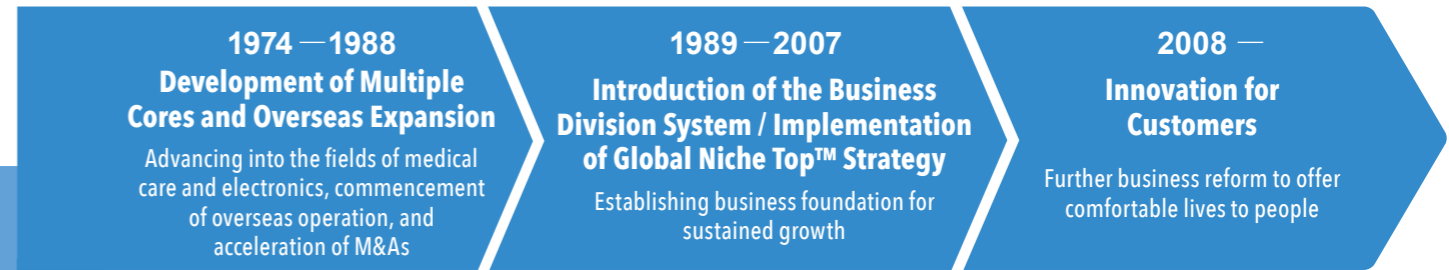 1974 —1988
Development of Multiple
Cores and Overseas Expansion
Advancing into the fields of medical
care and electronics, commencement
of overseas operation, and
acceleration of M&As
1989 —2007
Introduction of the Business
Division System / Implementation
of Global Niche Top™ Strategy
Establishing business foundation for
sustained growth
2008 —
Innovation for
Customers
Further business reform to offer
comfortable lives to people